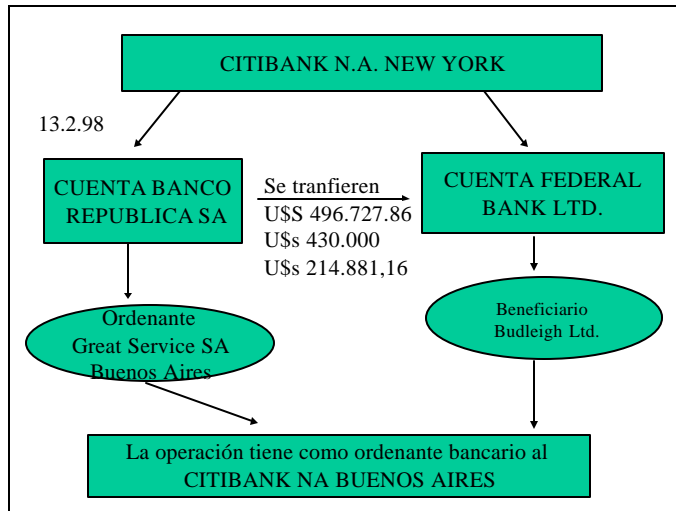 CITIBANK N.A. NEW YORK
13.2.98
CUENTA BANCO
REPUBLICA SA
Se tranfieren
U$S 496.727.86
U$s 430.000
U$s 214.881,16
CUENTA FEDERAL
BANK LTD.
Ordenante
Great Service SA
Buenos Aires
Beneficiario
Budleigh Ltd.
La operación tiene como ordenante bancario al
CITIBANK NA BUENOS AIRES